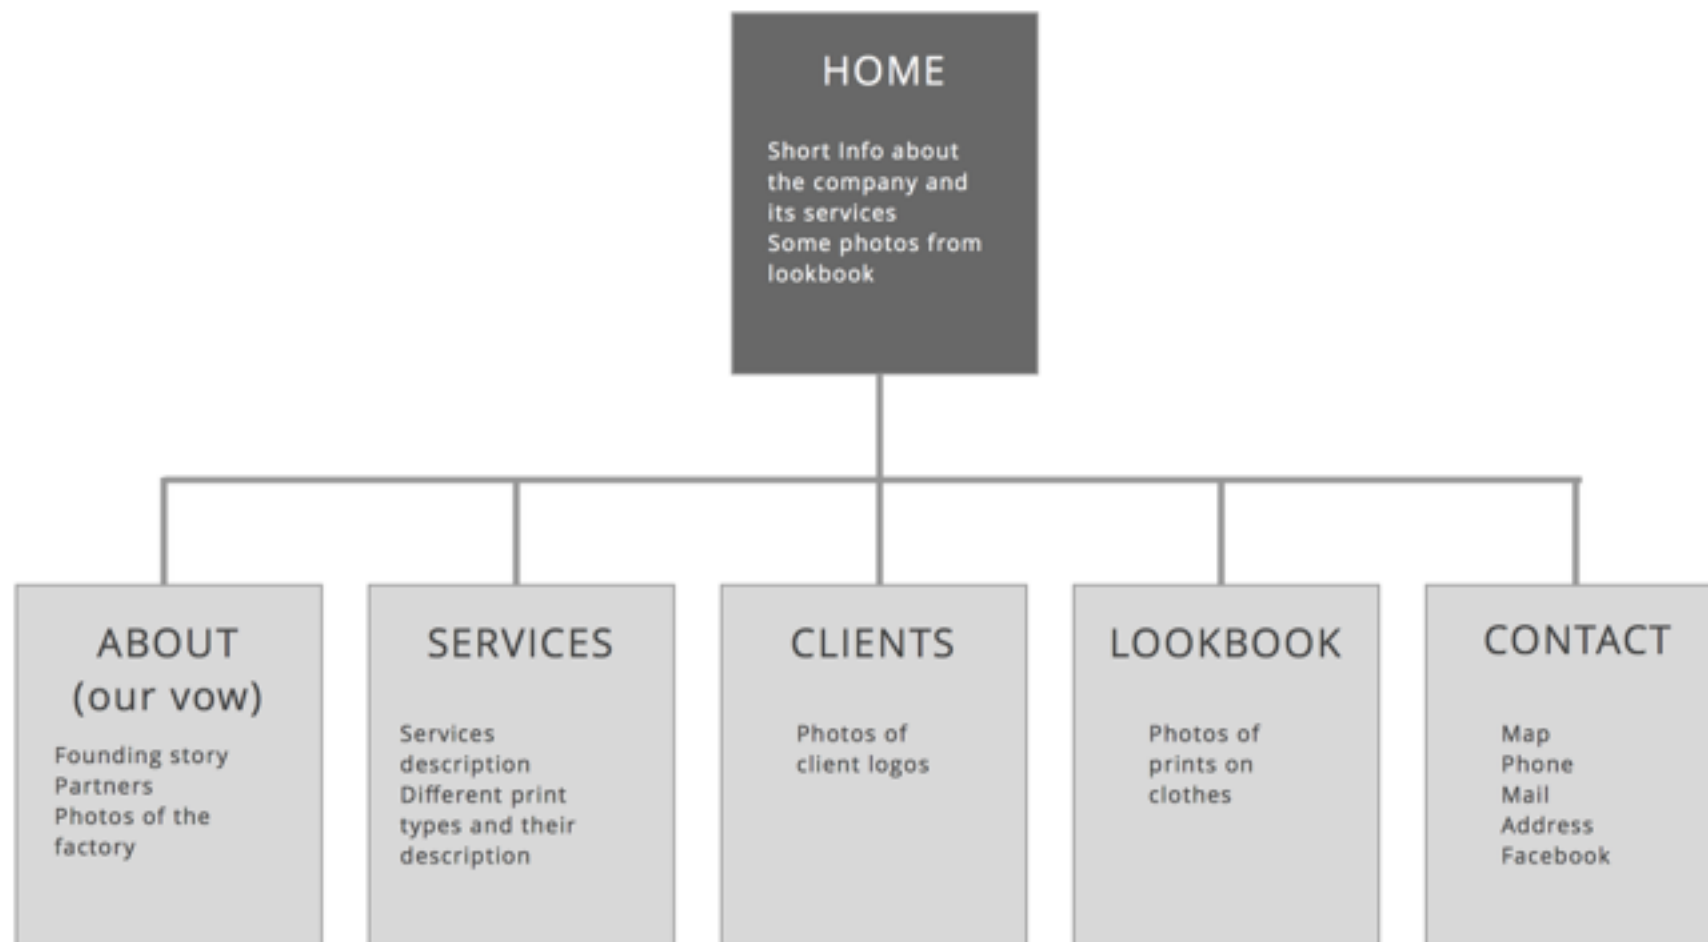 HOME
Short Info about
the company and
its services
Some photos from
lookbook
ABOUT
(our vow)
Founding story
Partners
Photos of the
factory
SERVICES
Services
description
Different print
types and their
description
CLIENTS
Photos of
client logos
LOOKBOOK
Photos of
prints on
clothes
CONTACT
Map
Phone
Mail
Address
Facebook